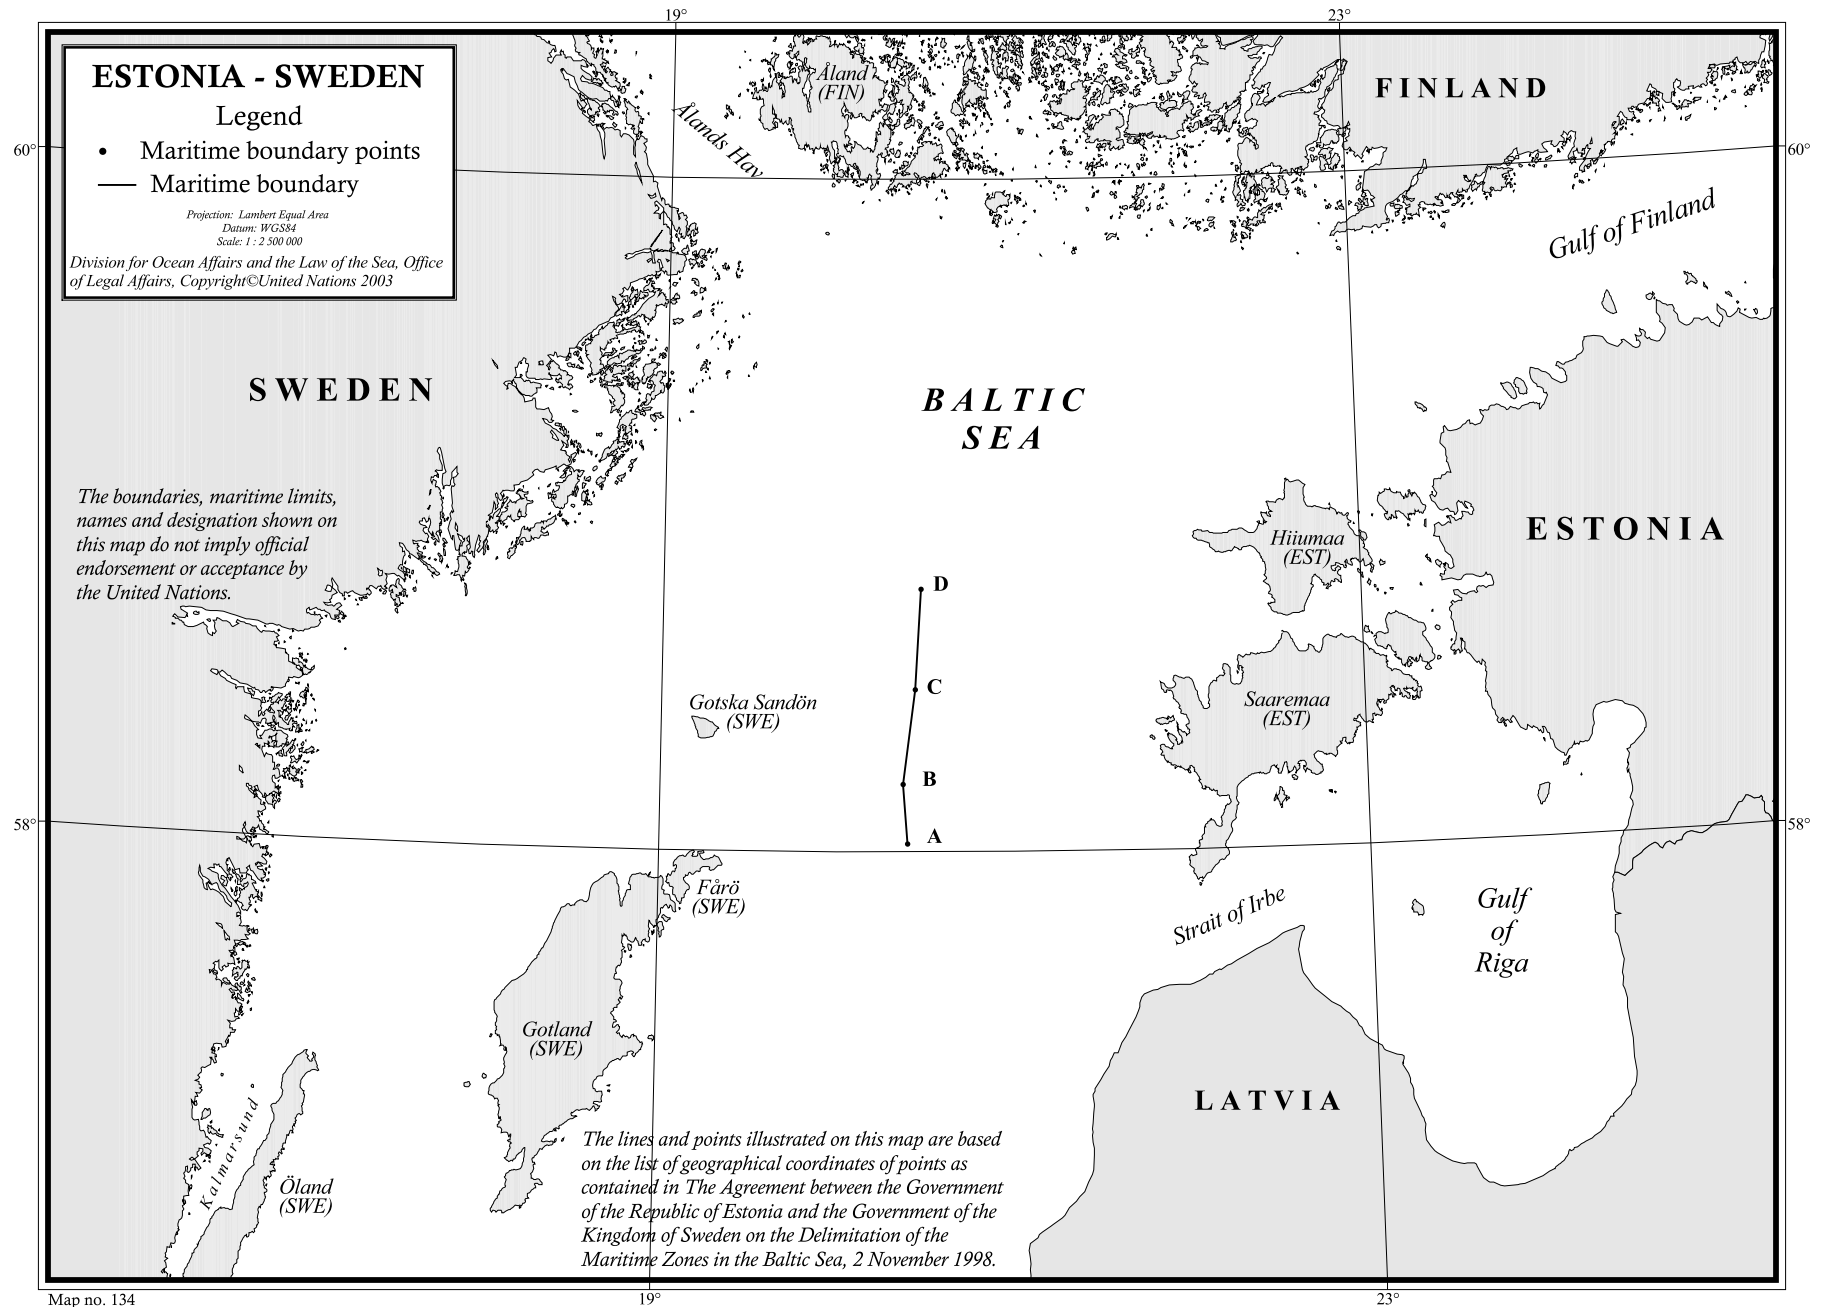 19°
23°
ESTONIA - SWEDEN
Legend
Maritime boundary points
Maritime boundary
Projection: Lambert Equal Area
Datum: WGS84
Scale: 1 : 2 500 000
Division for Ocean Affairs and the Law of the Sea, Office
of Legal Affairs, Copyright©United Nations 2003
Åland
(FIN)
FINLAND
Ålands Hav
60°
60°
Gulf of Finland
SWEDEN
BALTIC
SEA
The boundaries, maritime limits,
names and designation shown on
this map do not imply official
endorsement or acceptance by
the United Nations.
ESTONIA
Hiiumaa
(EST)
D
C
Gotska Sandön
(SWE)
Saaremaa
(EST)
B
A
58°
58°
Fårö
(SWE)
Strait of Irbe
Gulf
of
Riga
Gotland
(SWE)
LATVIA
Kalmarsund
Öland
(SWE)
The lines and points illustrated on this map are based
on the list of geographical coordinates of points as
contained in The Agreement between the Government
of the Republic of Estonia and the Government of the
Kingdom of Sweden on the Delimitation of the
Maritime Zones in the Baltic Sea, 2 November 1998.
Map no. 134
19°
23°